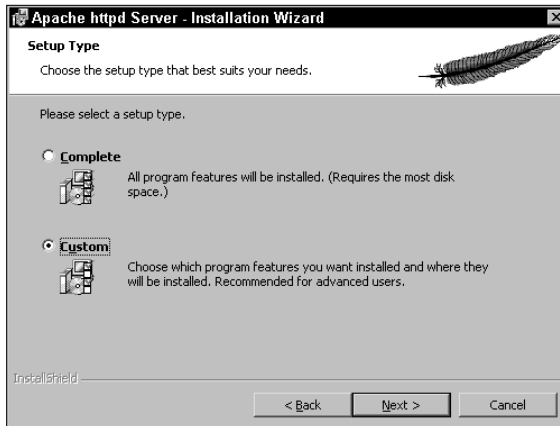 Apache httpd Server - Installation Wizard
Setup Type
Choose the setup type that best suits your needs.
Please select a setup type.
Complete
All program features will be installed. (Requires the most disk
space.)
Custom
Choose which program features you want installed and where they
will be installed. Recommended for advanced users.
InstallShield
< Back Next > Cancel